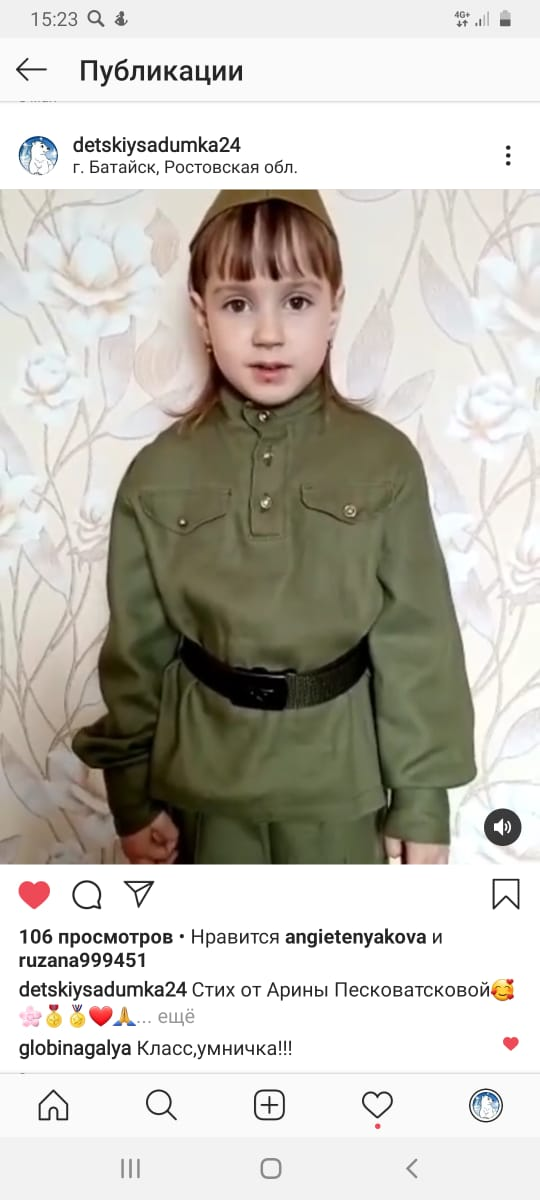 15:23
4G+
Публикации
detskiysadumka24
г. Батайск, Ростовская обл.
106 просмотров • Нравится angietenyakova и
ruzana999451
detskiysadumka24 Стих от Арины Песковатсковой🥰
🌸🎖️🏅❤️🙏... ещё
globinagalya Класс,умничка!!!